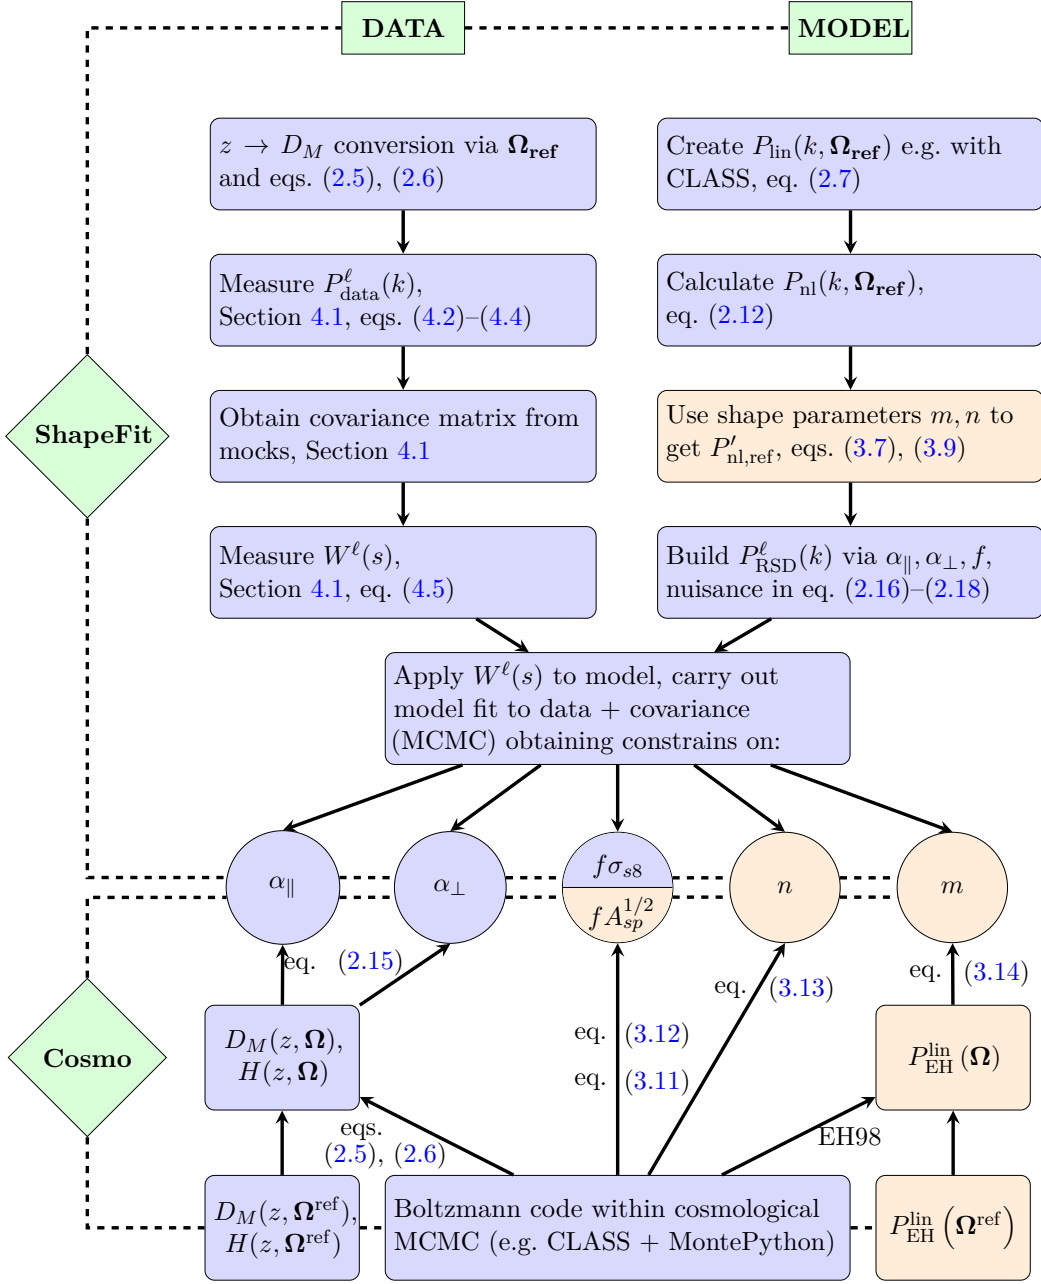 DATA
MODEL
z → D_M conversion via Ω_ref
and eqs. (2.5), (2.6)
Create P_lin(k, Ω_ref) e.g. with
CLASS, eq. (2.7)
Measure P^ℓ_data(k),
Section 4.1, eqs. (4.2)–(4.4)
Calculate P_nl(k, Ω_ref),
eq. (2.12)
ShapeFit
Obtain covariance matrix from
mocks, Section 4.1
Use shape parameters m, n to
get P′_nl,ref, eqs. (3.7), (3.9)
Measure W^ℓ(s),
Section 4.1, eq. (4.5)
Build P^ℓ_RSD(k) via α_∥, α_⊥, f,
nuisance in eq. (2.16)–(2.18)
Apply W^ℓ(s) to model, carry out
model fit to data + covariance
(MCMC) obtaining constrains on:
α_∥
α_⊥
fσ_s8
fA_sp^1/2
n
m
eq. (2.15)
eq. (3.12)
eq. (3.11)
eq. (3.13)
eq. (3.14)
Cosmo
D_M(z, Ω),
H(z, Ω)
P^lin_EH (Ω)
eqs.
(2.5), (2.6)
EH98
D_M(z, Ω^ref),
H(z, Ω^ref)
Boltzmann code within cosmological
MCMC (e.g. CLASS + MontePython)
P^lin_EH (Ω^ref)